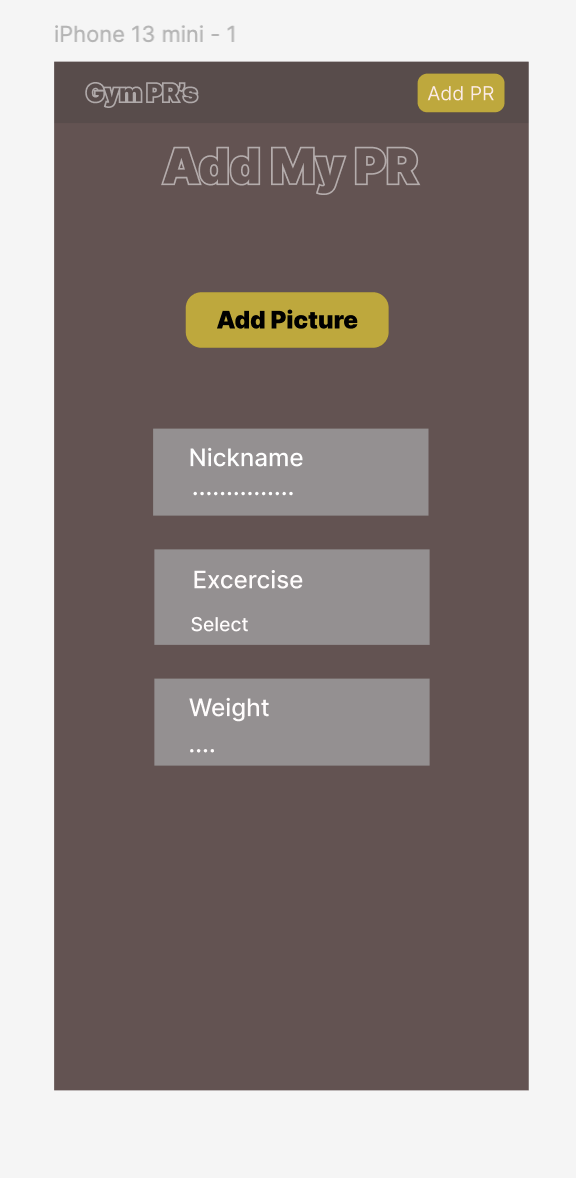 iPhone 13 mini - 1
Gym PR's
Add PR
Add My PR
Add Picture
Nickname
...............
Excercise
Select
Weight
....